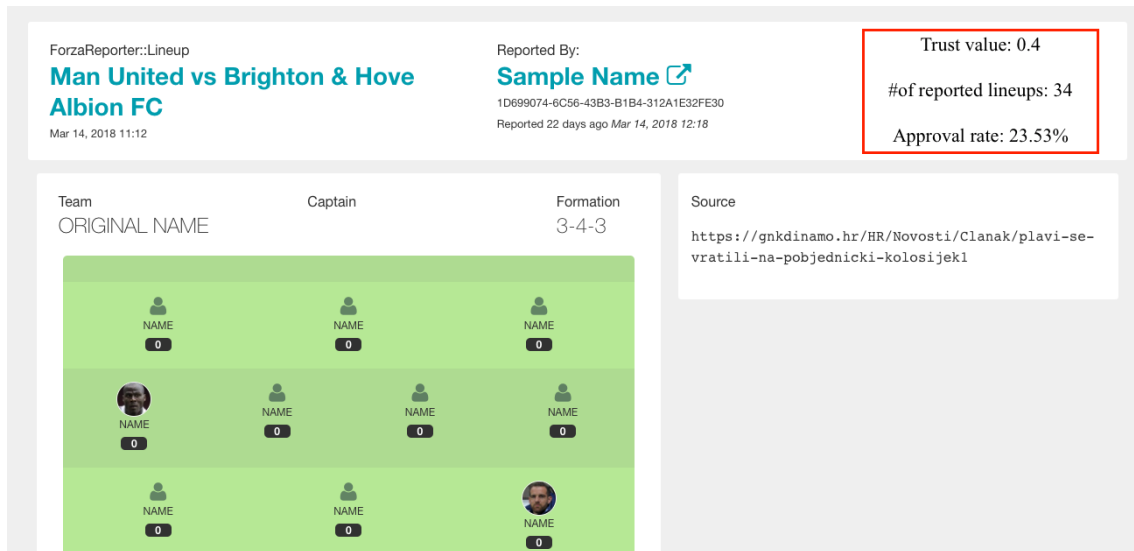 ForzaReporter::Lineup
Man United vs Brighton & Hove
Albion FC
Mar 14, 2018 11:12
Reported By:
Sample Name
1D699074-6C56-43B3-B1B4-312A1E32FE30
Reported 22 days ago Mar 14, 2018 12:18
Trust value: 0.4
#of reported lineups: 34
Approval rate: 23.53%
Team
ORIGINAL NAME
Captain
Formation
3-4-3
NAME NAME NAME
0 0 0
NAME NAME NAME NAME
0 0 0 0
NAME NAME NAME
0 0 0
Source
https://gnkdinamo.hr/HR/Novosti/Clanak/plavi-se-
vratili-na-pobjednicki-kolosijek1